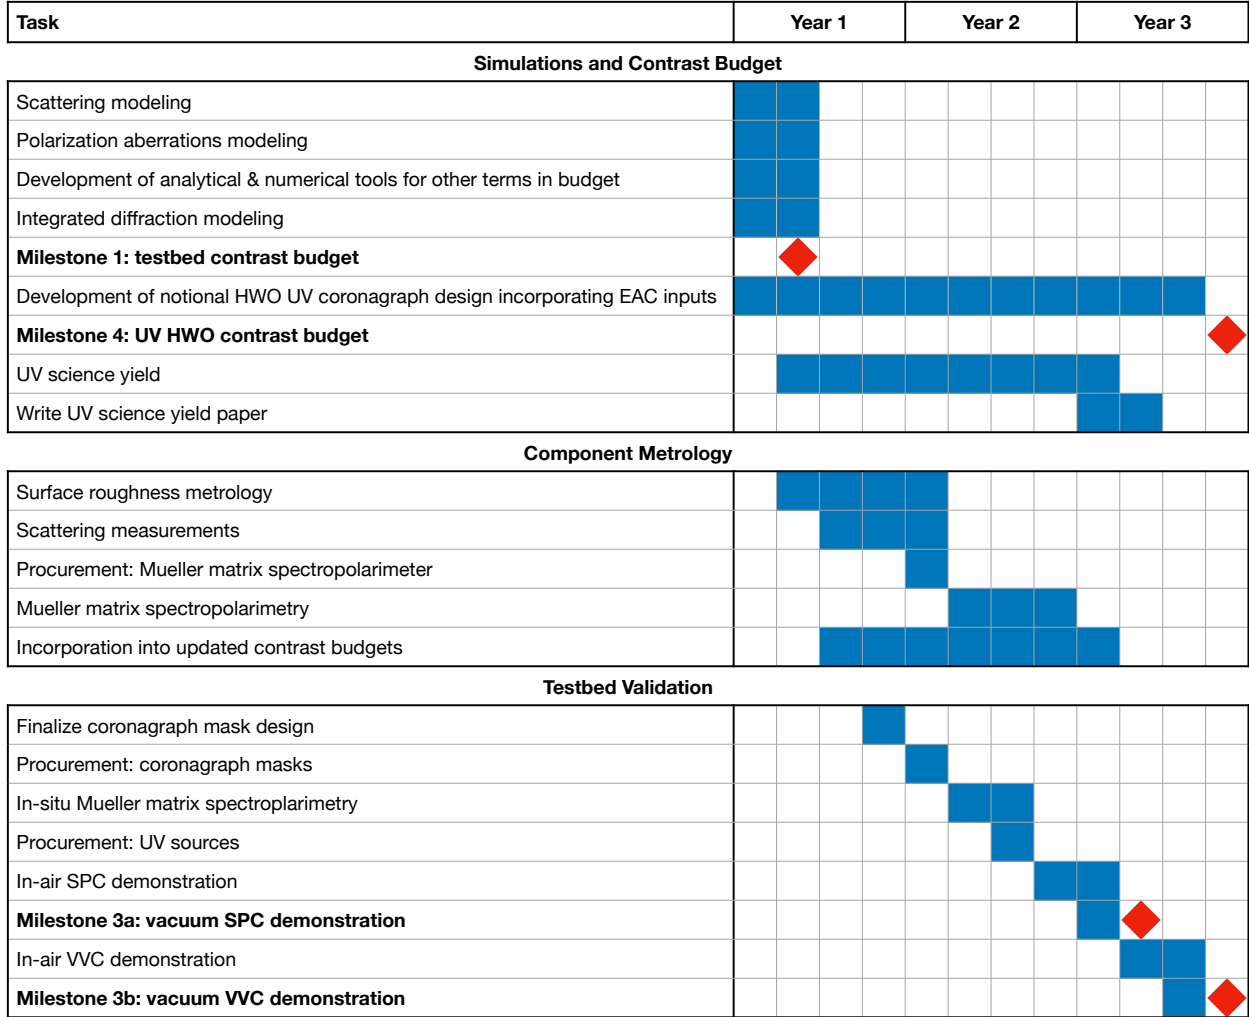 Task Year 1 Year 2 Year 3
Simulations and Contrast Budget
Scattering modeling
Polarization aberrations modeling
Development of analytical & numerical tools for other terms in budget
Integrated diffraction modeling
Milestone 1: testbed contrast budget
Development of notional HWO UV coronagraph design incorporating EAC inputs
Milestone 4: UV HWO contrast budget
UV science yield
Write UV science yield paper
Component Metrology
Surface roughness metrology
Scattering measurements
Procurement: Mueller matrix spectropolarimeter
Mueller matrix spectropolarimetry
Incorporation into updated contrast budgets
Testbed Validation
Finalize coronagraph mask design
Procurement: coronagraph masks
In-situ Mueller matrix spectroplarimetry
Procurement: UV sources
In-air SPC demonstration
Milestone 3a: vacuum SPC demonstration
In-air VVC demonstration
Milestone 3b: vacuum VVC demonstration